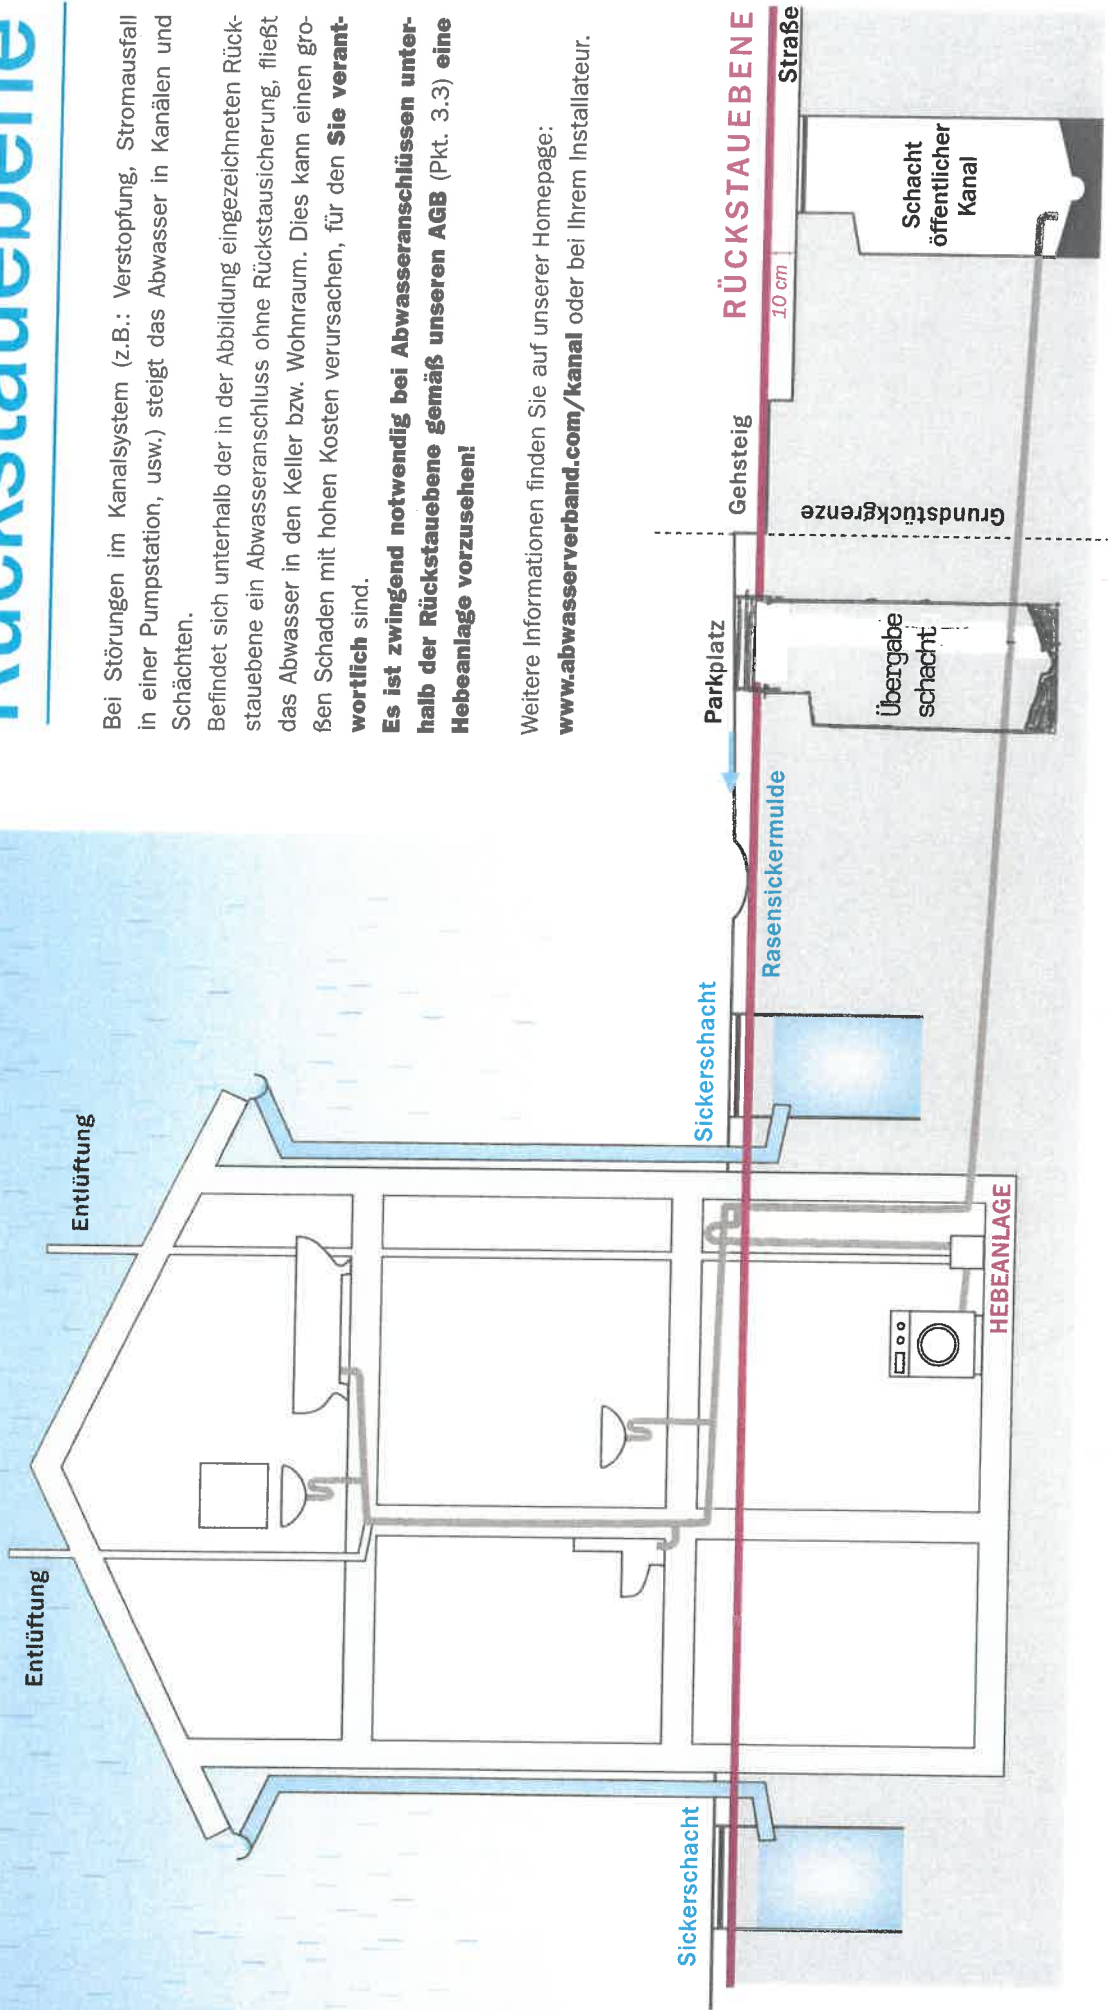 Rückstauebene
Bei Störungen im Kanalsystem (z.B.: Verstopfung, Stromausfall
in einer Pumpstation, usw.) steigt das Abwasser in Kanälen und
Schächten.
Befindet sich unterhalb der in der Abbildung eingezeichneten Rück-
stauebene ein Abwasseranschluss ohne Rückstausicherung, fließt
das Abwasser in den Keller bzw. Wohnraum. Dies kann einen gro-
ßen Schaden mit hohen Kosten verursachen, für den Sie verant-
wortlich sind.
Es ist zwingend notwendig bei Abwasseranschlüssen unter-
halb der Rückstauebene gemäß unseren AGB (Pkt. 3.3) eine
Hebeanlage vorzusehen!
Weitere Informationen finden Sie auf unserer Homepage:
www.abwasserverband.com/kanal oder bei Ihrem Installateur.
Entlüftung
Entlüftung
Sickerschacht
Sickerschacht
Parkplatz
Gehsteig
RÜCKSTAUEBENE
Straße
10 cm
Rasensickermulde
Grundstückgrenze
Übergabe
schacht
Schacht
öffentlicher
Kanal
HEBEANLAGE